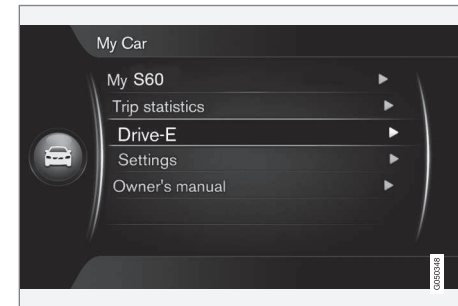 My Car
My S60
Trip statistics
Drive-E
Settings
Owner's manual
G050348